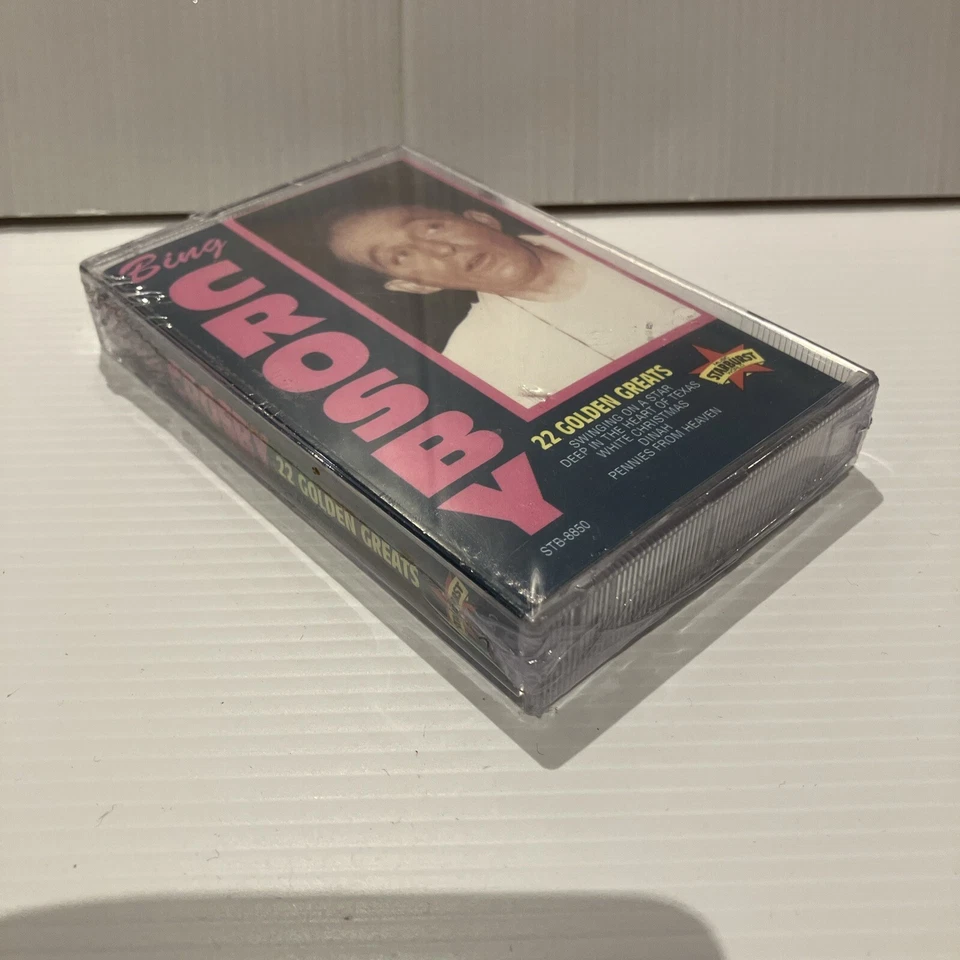 Bing
CROSBY
22 GOLDEN GREATS
SWINGING ON A STAR
DEEP IN THE HEART OF TEXAS
WHITE CHRISTMAS
DINAH
PENNIES FROM HEAVEN
STARBURST
STB-8850
22 GOLDEN GREATS